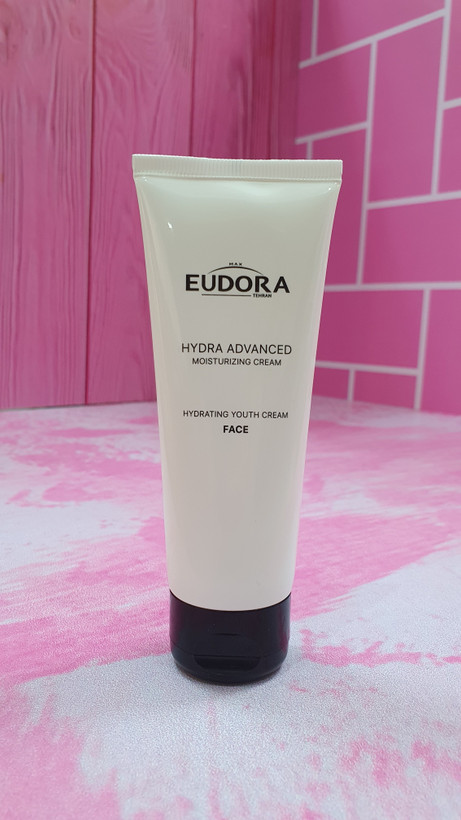 MAX
EUDORA
TEHRAN
HYDRA ADVANCED
MOISTURIZING CREAM
HYDRATING YOUTH CREAM
FACE